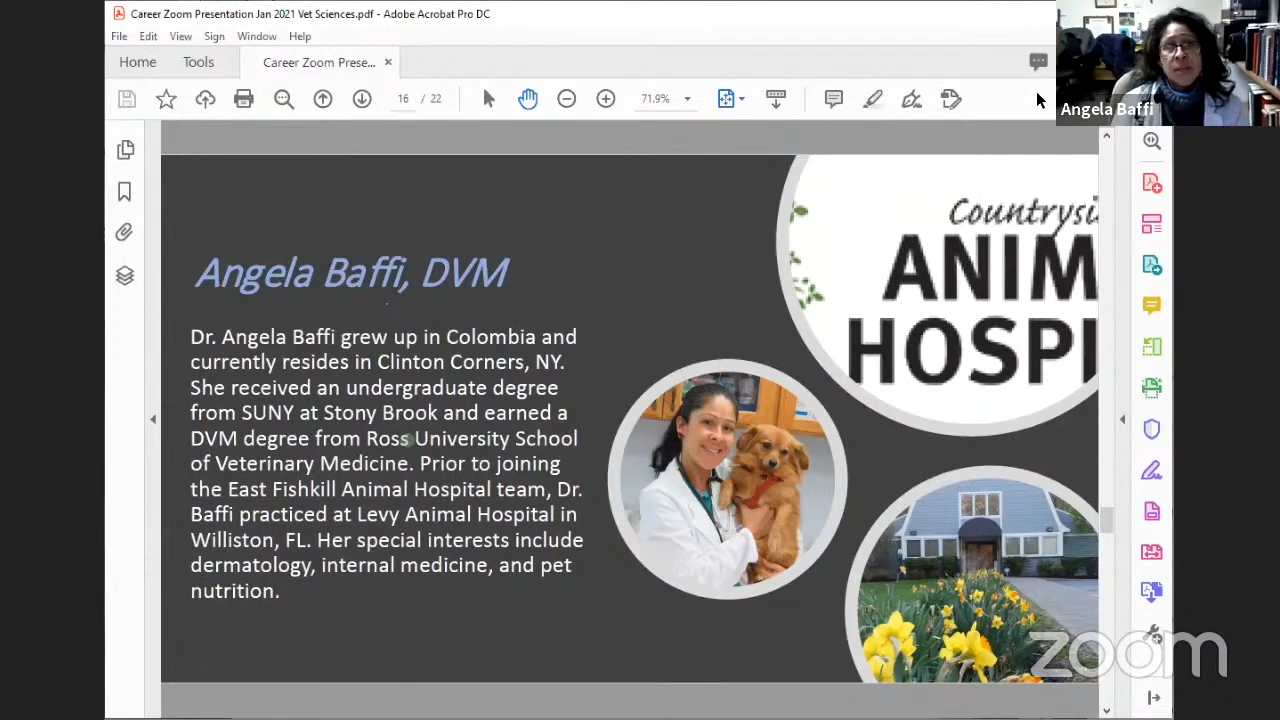 Career Zoom Presentation Jan 2021 Vet Sciences.pdf - Adobe Acrobat Pro DC
File Edit View Sign Window Help
Home Tools Career Zoom Prese... ×
16 / 22 71.9%
Angela Baffi
Countrysi
ANIM
HOSPI
Angela Baffi, DVM
Dr. Angela Baffi grew up in Colombia and
currently resides in Clinton Corners, NY.
She received an undergraduate degree
from SUNY at Stony Brook and earned a
DVM degree from Ross University School
of Veterinary Medicine. Prior to joining
the East Fishkill Animal Hospital team, Dr.
Baffi practiced at Levy Animal Hospital in
Williston, FL. Her special interests include
dermatology, internal medicine, and pet
nutrition.
zoom